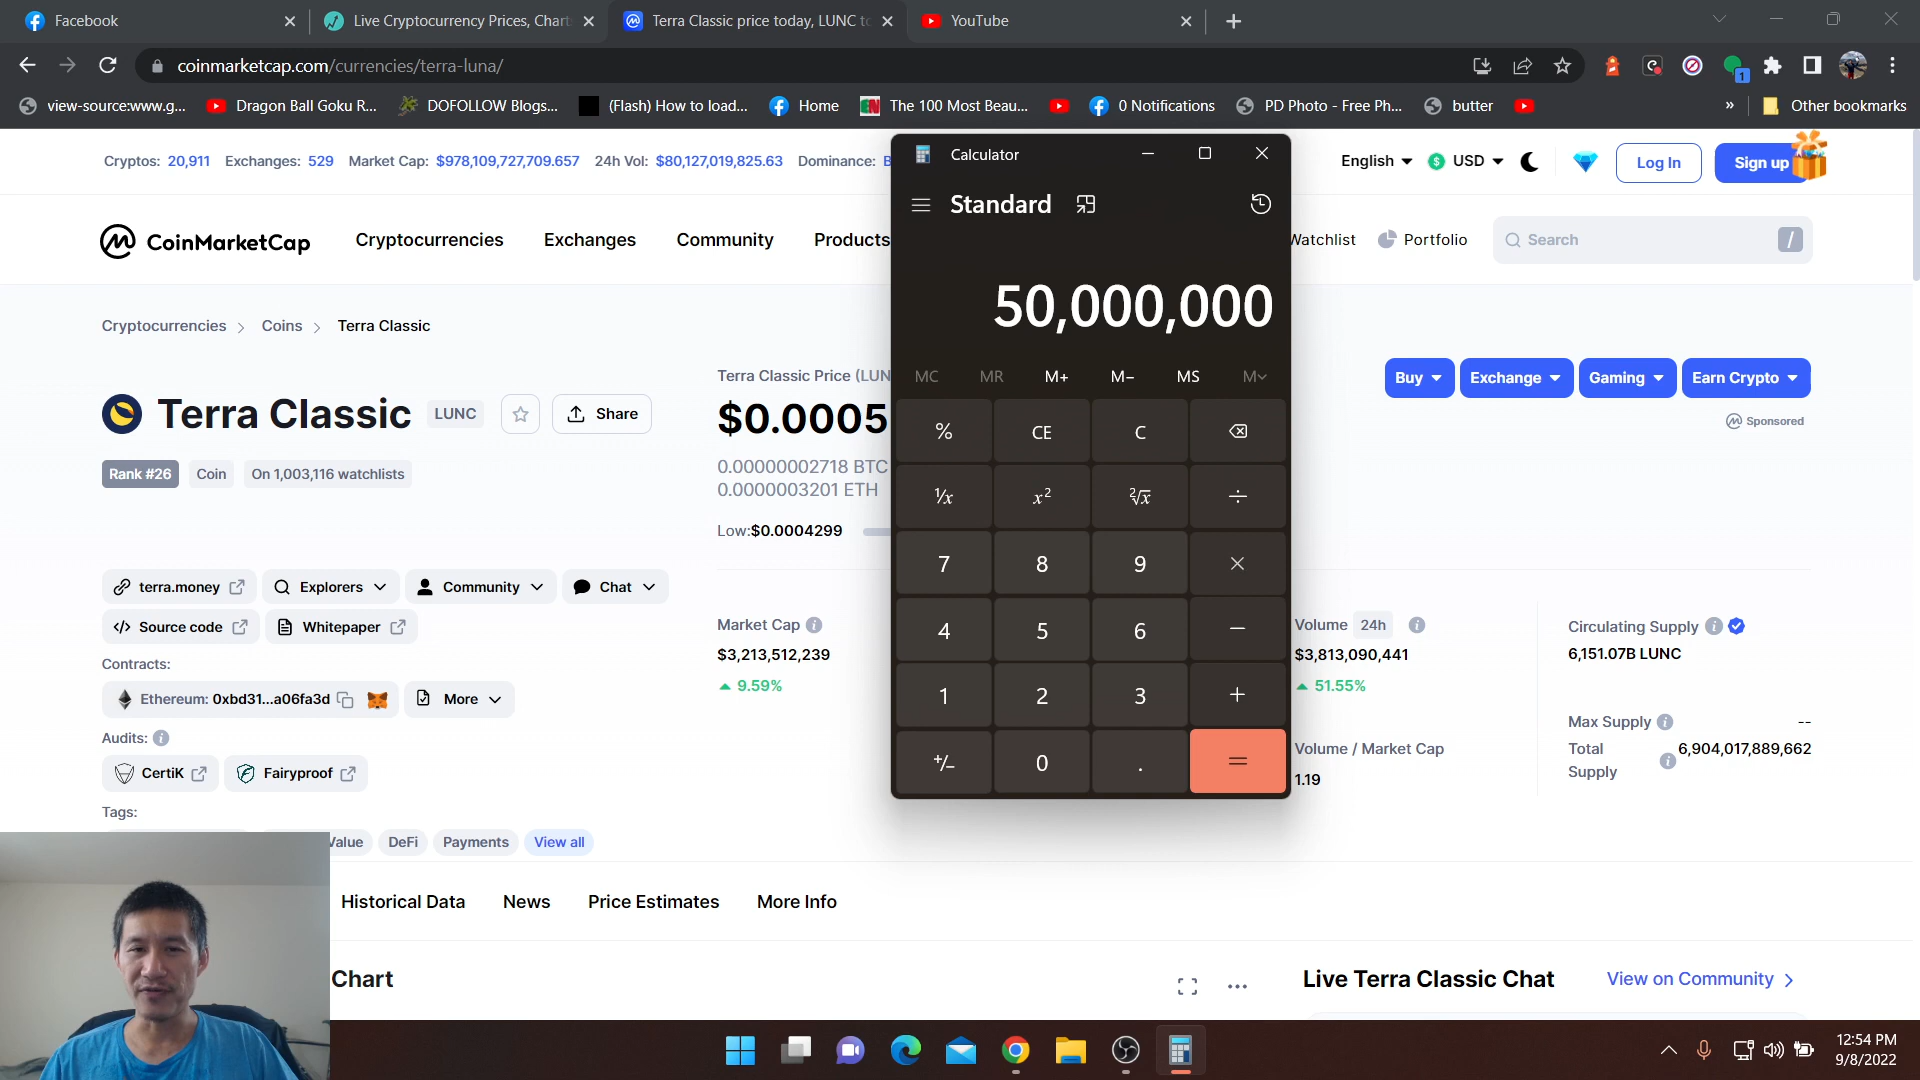 Facebook
Live Cryptocurrency Prices, Chart
Terra Classic price today, LUNC to
YouTube
coinmarketcap.com/currencies/terra-luna/
1
view-source:www.g...
Dragon Ball Goku R...
DOFOLLOW Blogs...
(Flash) How to load...
Home
The 100 Most Beau...
0 Notifications
PD Photo - Free Ph...
butter
»
Other bookmarks
Cryptos: 20,911 Exchanges: 529 Market Cap: $978,109,727,709.657 24h Vol: $80,127,019,825.63 Dominance: B
English
USD
Log In
Sign up
CoinMarketCap
Cryptocurrencies
Exchanges
Community
Products
Watchlist
Portfolio
Search
/
Calculator
Standard
50,000,000
MC MR M+ M− MS M
% CE C
¹/x x² ²√x ÷
7 8 9 ×
4 5 6 −
1 2 3 +
+/− 0 . =
Cryptocurrencies > Coins > Terra Classic
Terra Classic
LUNC
Share
Rank #26
Coin
On 1,003,116 watchlists
terra.money
Explorers
Community
Chat
Source code
Whitepaper
Contracts:
Ethereum: 0xbd31...a06fa3d
More
Audits:
CertiK
Fairyproof
Tags:
Value
DeFi
Payments
View all
Terra Classic Price (LUN
$0.0005
0.00000002718 BTC
0.0000003201 ETH
Low:$0.0004299
Market Cap
$3,213,512,239
9.59%
Buy
Exchange
Gaming
Earn Crypto
Sponsored
Volume 24h
$3,813,090,441
51.55%
Volume / Market Cap
1.19
Circulating Supply
6,151.07B LUNC
Max Supply
--
Total
Supply
6,904,017,889,662
Historical Data
News
Price Estimates
More Info
Chart
Live Terra Classic Chat
View on Community
12:54 PM
9/8/2022